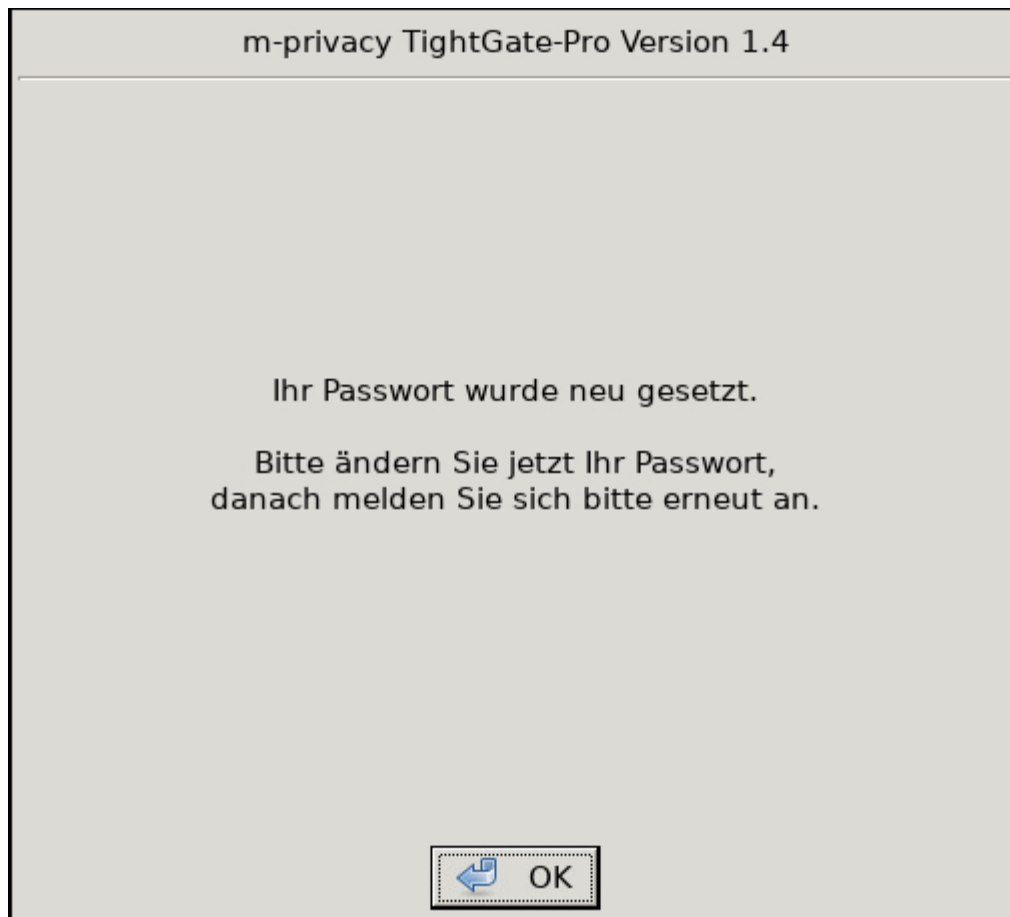 m-privacy TightGate-Pro Version 1.4
Ihr Passwort wurde neu gesetzt.
Bitte ändern Sie jetzt Ihr Passwort,
danach melden Sie sich bitte erneut an.
OK